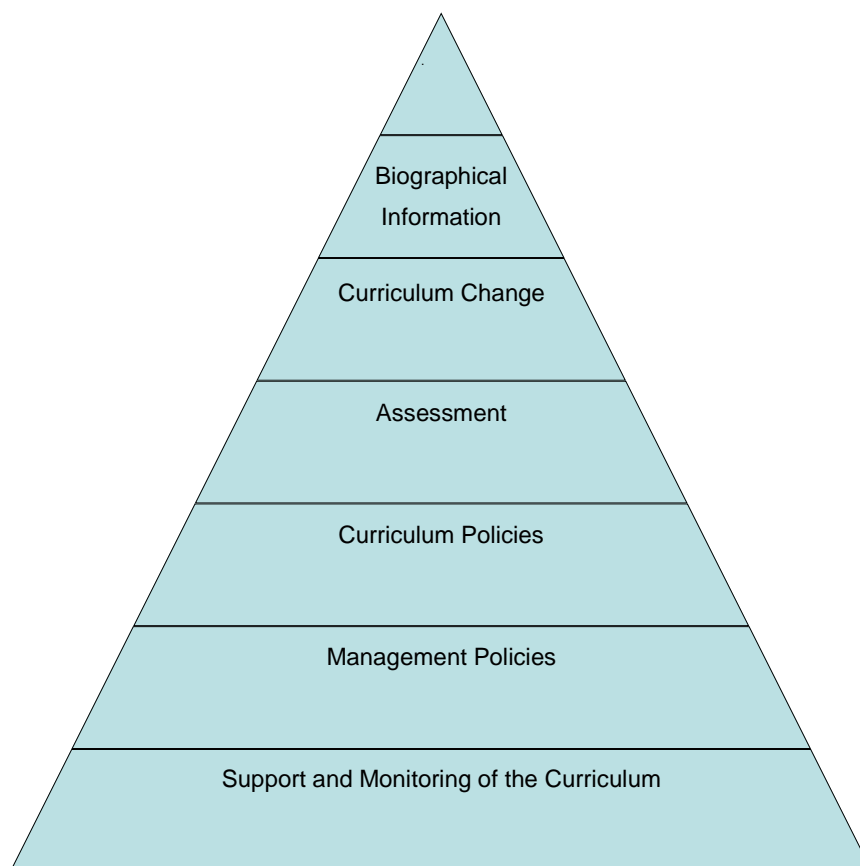 .
Biographical
Information
Curriculum Change
Assessment
Curriculum Policies
Management Policies
Support and Monitoring of the Curriculum